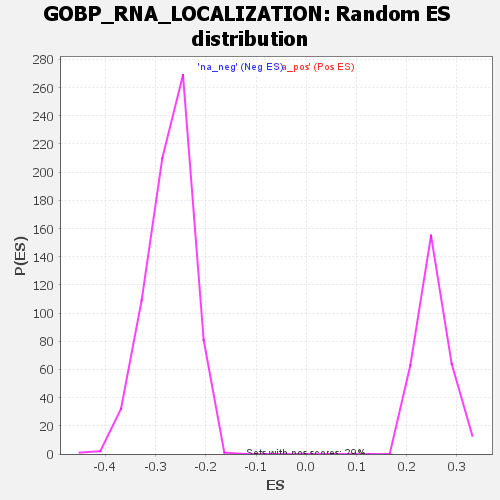 GOBP_RNA_LOCALIZATION: Random ES
distribution
'na_neg' (Neg ES)a_pos' (Pos ES)
280
260
240
220
200
180
160
140
120
100
80
60
40
20
0
P(ES)
Sets with pos scores: 29%
-0.4 -0.3 -0.2 -0.1 0.0 0.1 0.2 0.3
ES